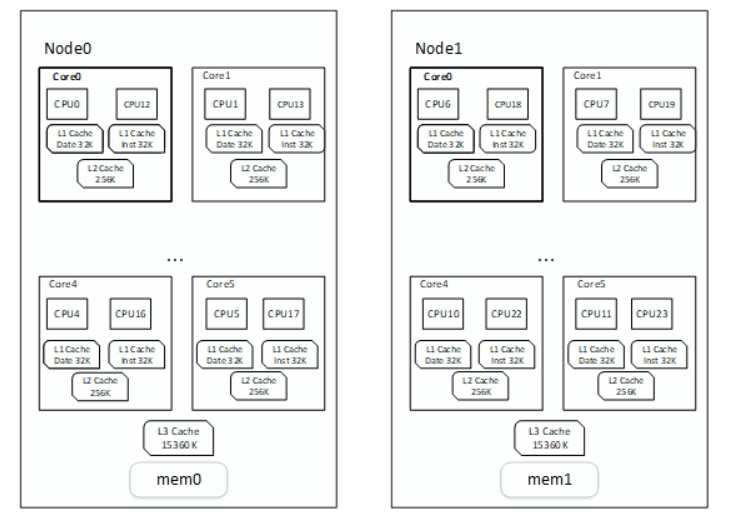 Node0
Core0
CPU0 CPU12
L1 Cache
Date 32K
L1 Cache
Inst 32K
L2 Cache
256K
Core1
CPU1 CPU13
L1 Cache
Date 32K
L1 Cache
Inst 32K
L2 Cache
256K
...
Core4
CPU4 CPU16
L1 Cache
Date 32K
L1 Cache
Inst 32K
L2 Cache
256K
Core5
CPU5 CPU17
L1 Cache
Date 32K
L1 Cache
Inst 32K
L2 Cache
256K
L3 Cache
15360K
mem0
Node1
Core0
CPU6 CPU18
L1 Cache
Date 32K
L1 Cache
Inst 32K
L2 Cache
256K
Core1
CPU7 CPU19
L1 Cache
Date 32K
L1 Cache
Inst 32K
L2 Cache
256K
...
Core4
CPU10 CPU22
L1 Cache
Date 32K
L1 Cache
Inst 32K
L2 Cache
256K
Core5
CPU11 CPU23
L1 Cache
Date 32K
L1 Cache
Inst 32K
L2 Cache
256K
L3 Cache
15360K
mem1